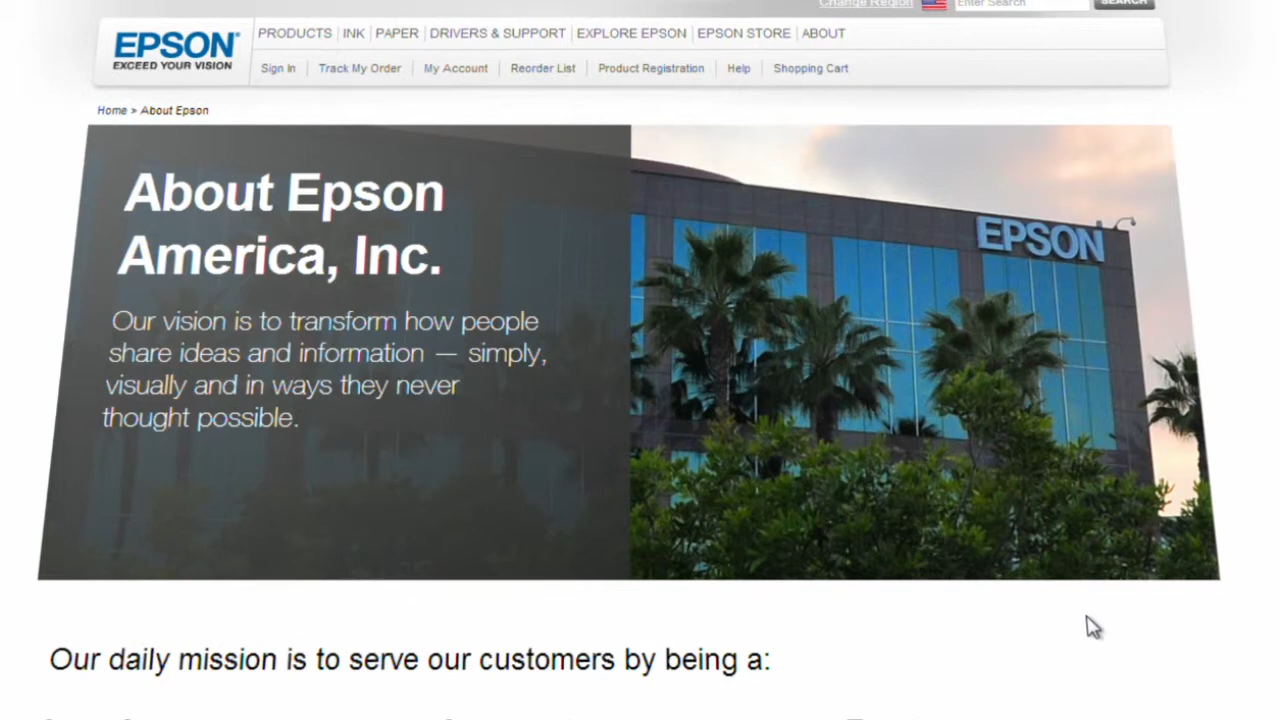 Change Region Enter Search SEARCH
EPSON
EXCEED YOUR VISION
PRODUCTS INK PAPER DRIVERS & SUPPORT EXPLORE EPSON EPSON STORE ABOUT
Sign In Track My Order My Account Reorder List Product Registration Help Shopping Cart
Home > About Epson
About Epson
America, Inc.
EPSON
Our vision is to transform how people
share ideas and information — simply,
visually and in ways they never
thought possible.
Our daily mission is to serve our customers by being a: